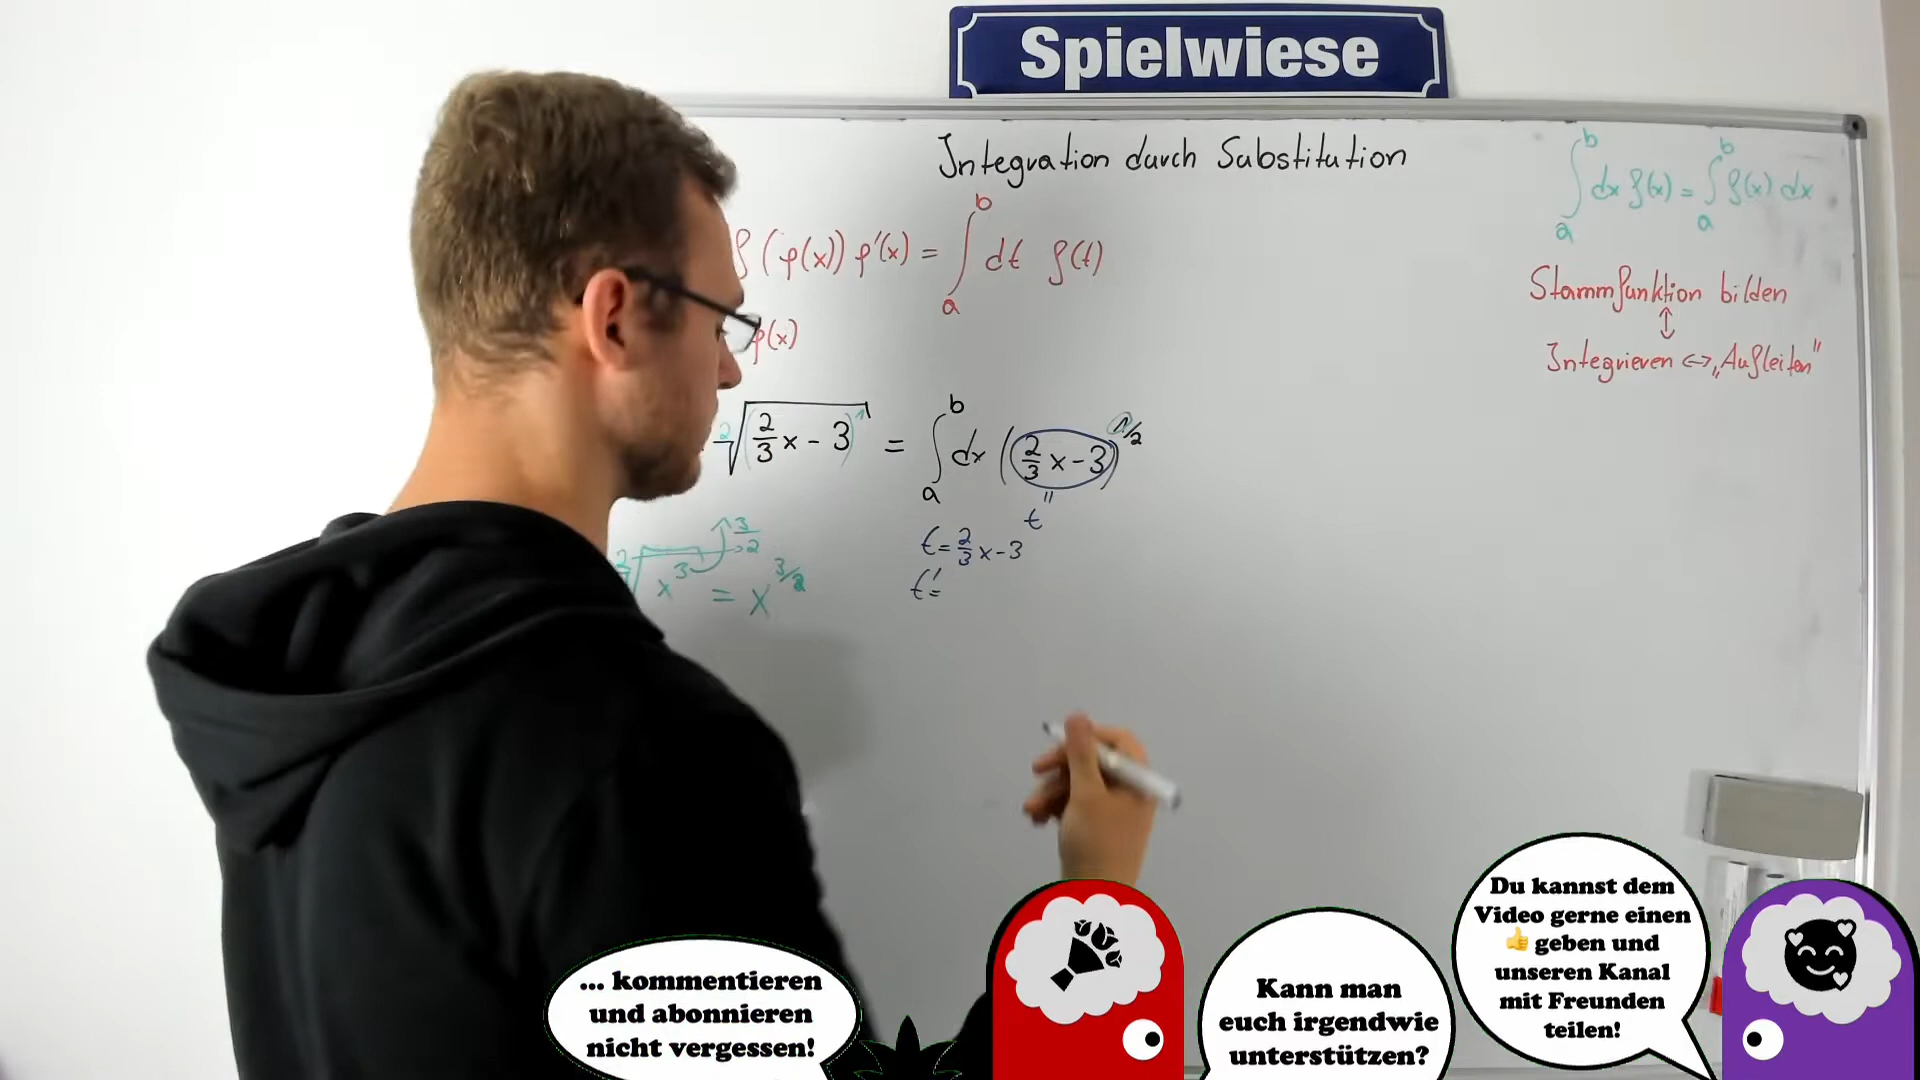 Spielwiese
Integration durch Substitution
∫ₐᵇ dx f(x) = ∫ₐᵇ f(x) dx
f(φ(x)) φ'(x) = ∫ₐᵇ dt f(t)
φ(x)
Stammfunktion bilden
↕
Integrieren <-> „Aufleiten"
²√(2/3 x - 3)¹ = ∫ₐᵇ dx (2/3 x - 3)^1/2
"
t
t = 2/3 x - 3
t' =
3/2
²√x³ = x^3/2
... kommentieren
und abonnieren
nicht vergessen!
Kann man
euch irgendwie
unterstützen?
Du kannst dem
Video gerne einen
👍 geben und
unseren Kanal
mit Freunden
teilen!